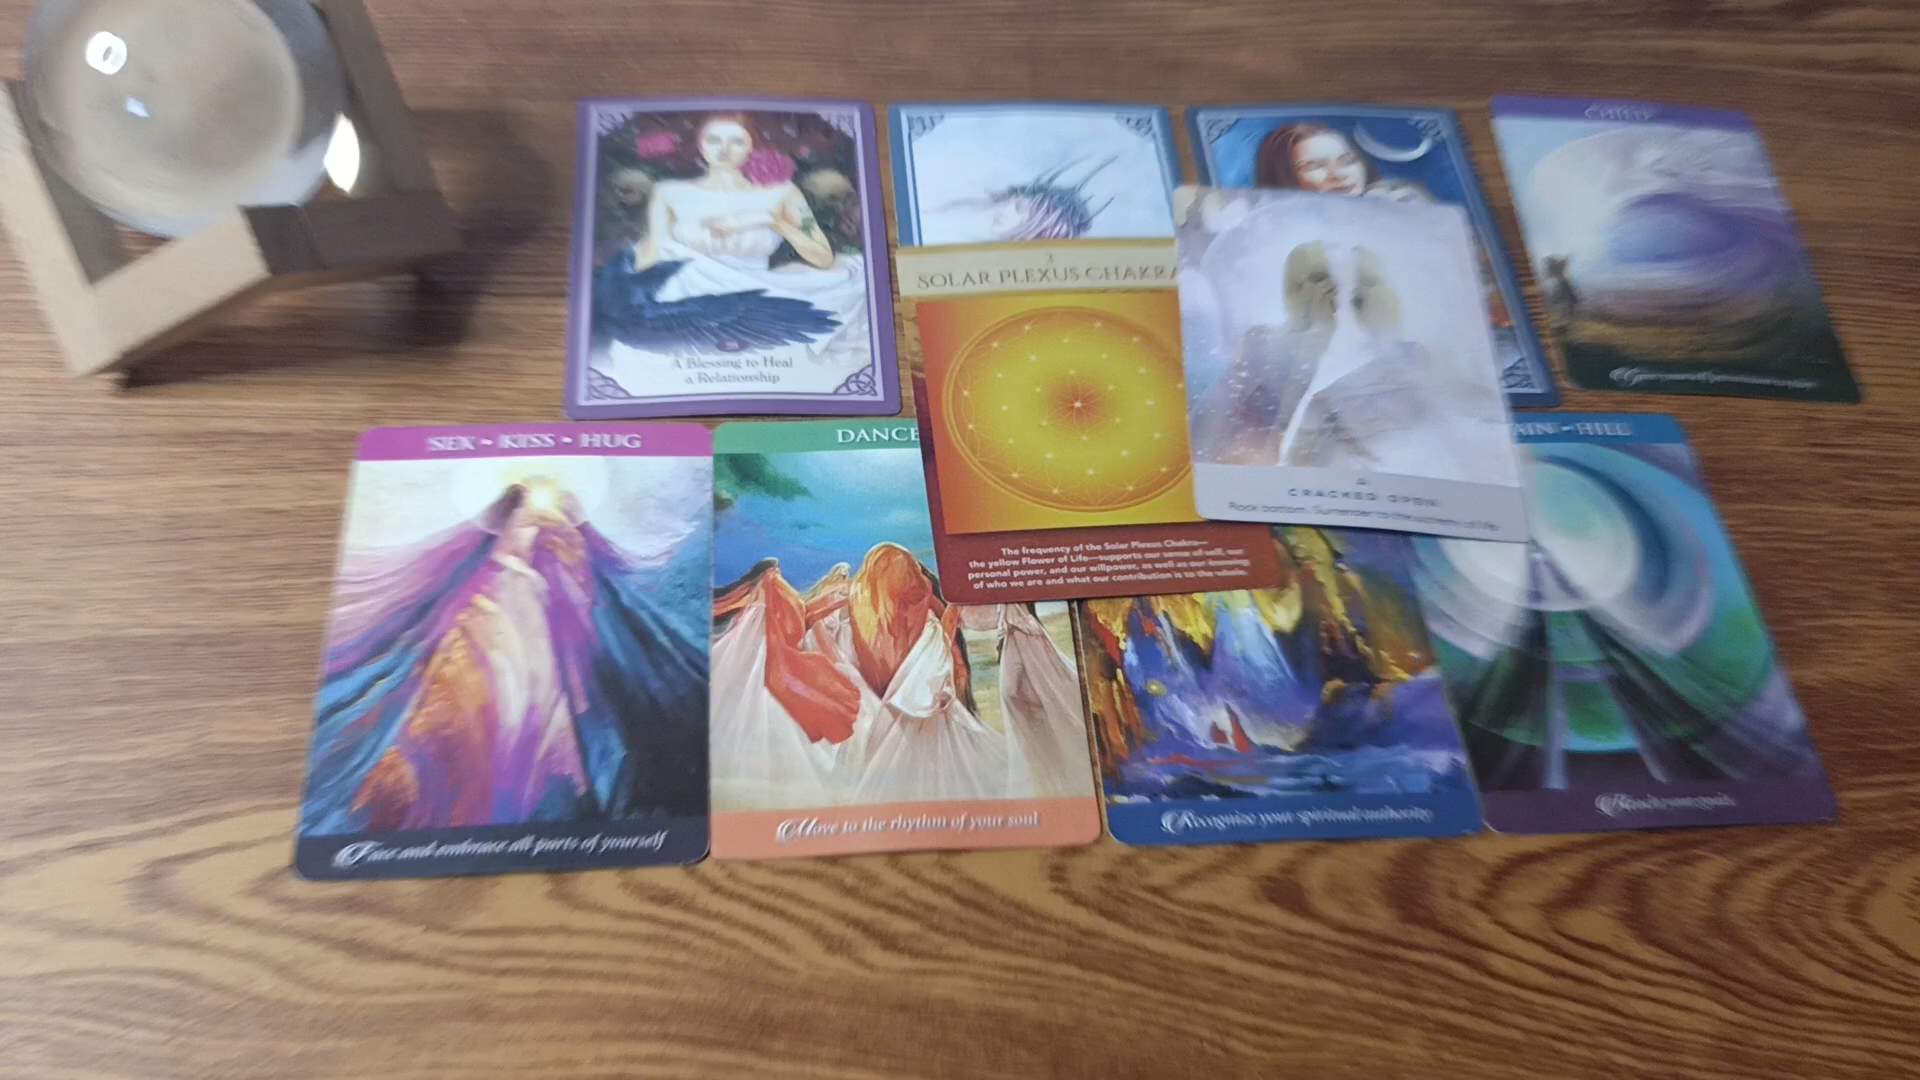 A Blessing to Heal
a Relationship
CHILD
3
SOLAR PLEXUS CHAKRA
The frequency of the Solar Plexus Chakra—
the yellow Flower of Life—supports our sense of self, our
personal power, and our willpower, as well as our knowing
of who we are and what our contribution is to the whole.
CRACKED OPEN
Rock bottom. Surrender to the alchemy of life.
SEX • KISS • HUG
Face and embrace all parts of yourself
DANCE
Move to the rhythm of your soul
Recognize your spiritual authority
AIN • HILL